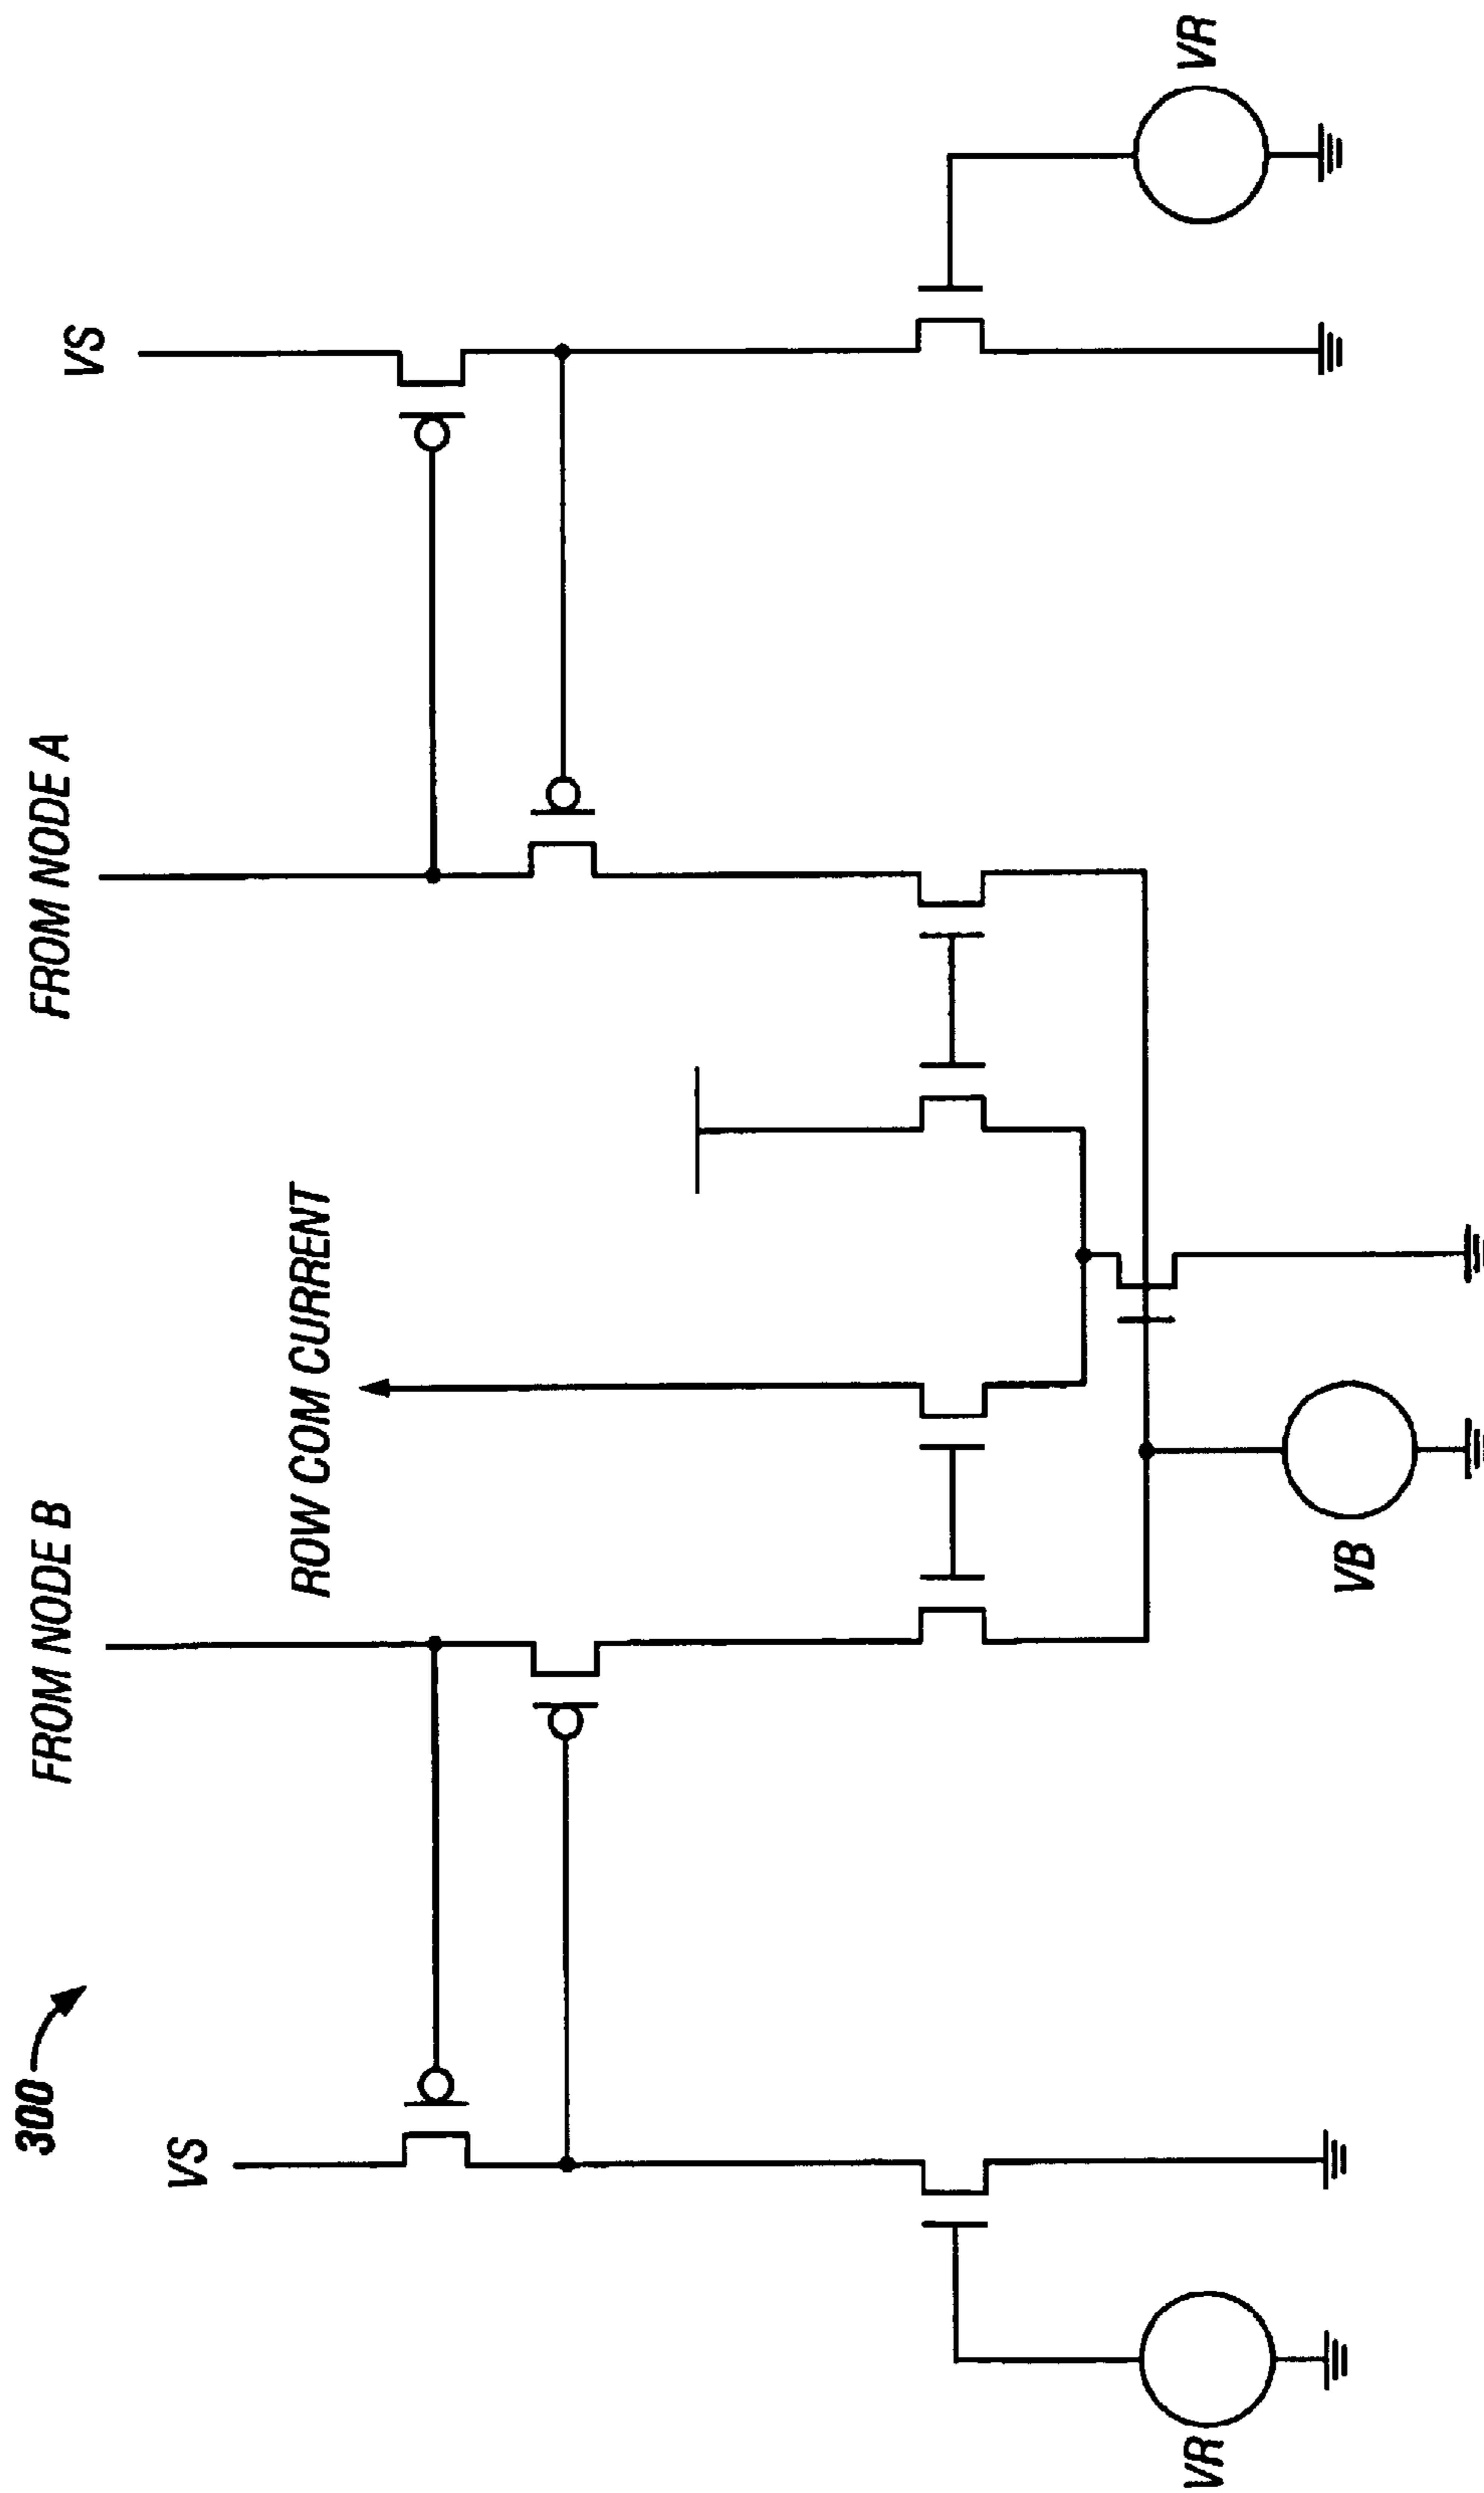 300
VS
FROM NODE B
FROM NODE A
VS
ROW COM CURRENT
VR
VB
VR